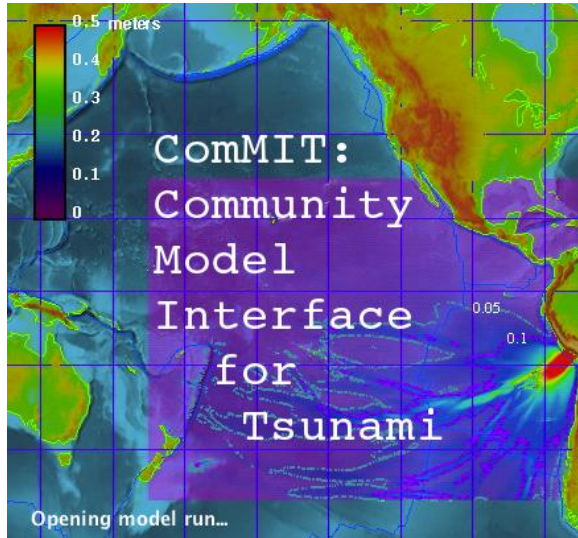 0.5 meters
0.4
0.3
0.2
0.1
0
ComMIT:
Community
Model
Interface
for
Tsunami
0.05
0.1
Opening model run...